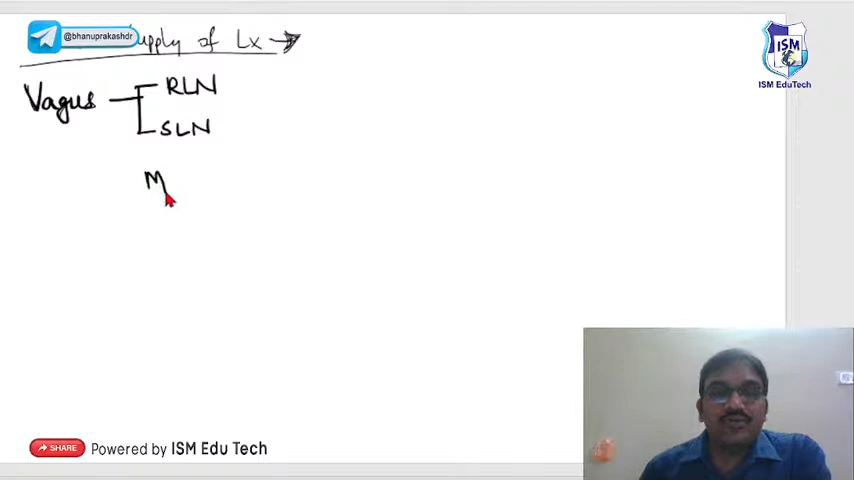 @bhanuprakashdr upply of Lx
ISM
ISM EduTech
Vagus RLN
SLN
M
SHARE Powered by ISM Edu Tech